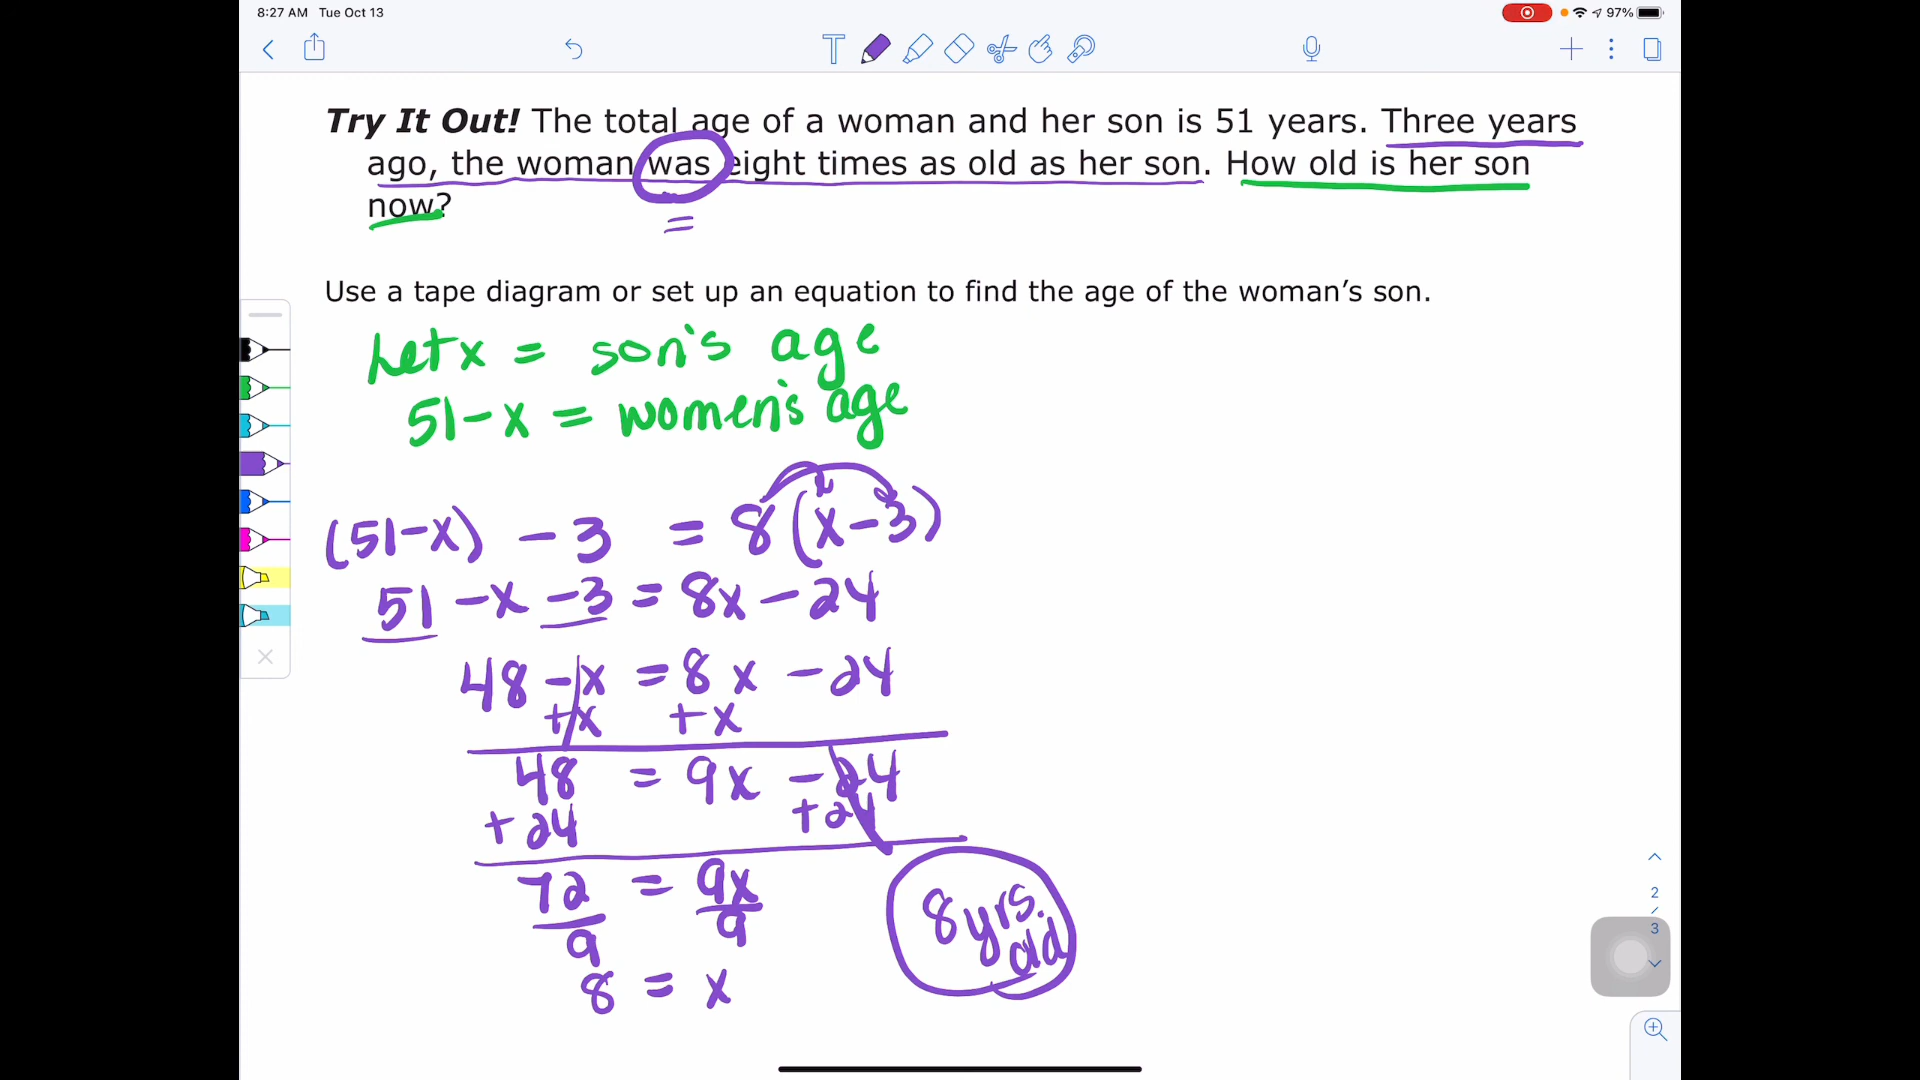 8:27 AM Tue Oct 13
97%
Try It Out! The total age of a woman and her son is 51 years. Three years
ago, the woman was eight times as old as her son. How old is her son
now?
=
Use a tape diagram or set up an equation to find the age of the woman's son.
Let x = son's age
51-x = women's age
(51-x) - 3 = 8(x-3)
51 -x -3 = 8x-24
48 -x = 8x -24
+x +x
48 = 9x -24
+24 +24
72 = 9x
9 9
8 = x
8 yrs.
old
2
/
3